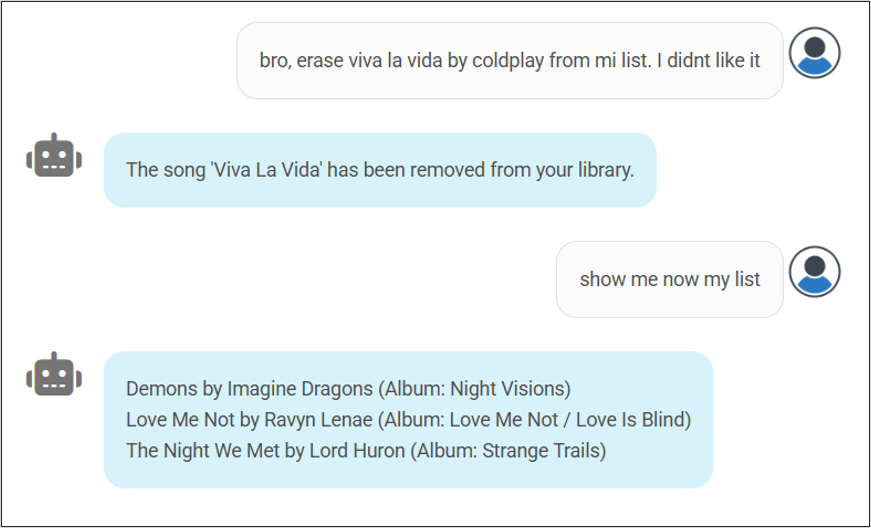 bro, erase viva la vida by coldplay from mi list. I didnt like it
The song 'Viva La Vida' has been removed from your library.
show me now my list
Demons by Imagine Dragons (Album: Night Visions)
Love Me Not by Ravyn Lenae (Album: Love Me Not / Love Is Blind)
The Night We Met by Lord Huron (Album: Strange Trails)